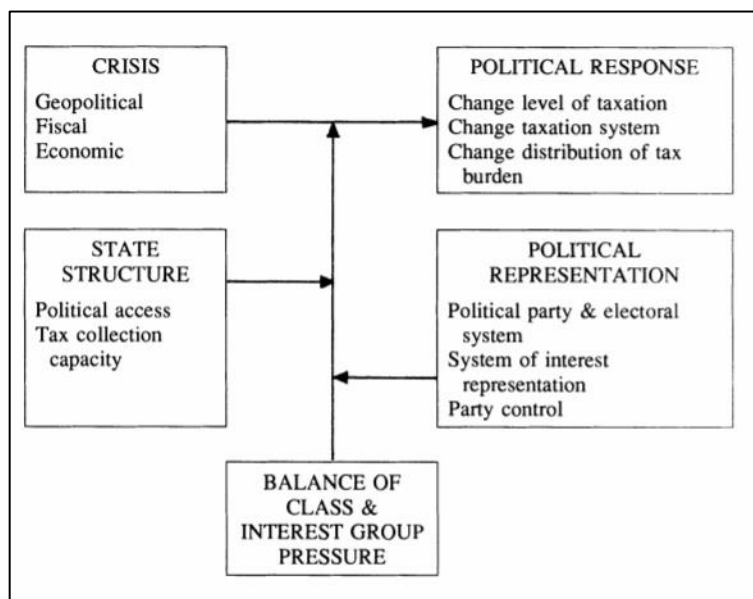 CRISIS
Geopolitical
Fiscal
Economic
POLITICAL RESPONSE
Change level of taxation
Change taxation system
Change distribution of tax
burden
STATE
STRUCTURE
Political access
Tax collection
capacity
POLITICAL
REPRESENTATION
Political party & electoral
system
System of interest
representation
Party control
BALANCE OF
CLASS &
INTEREST GROUP
PRESSURE